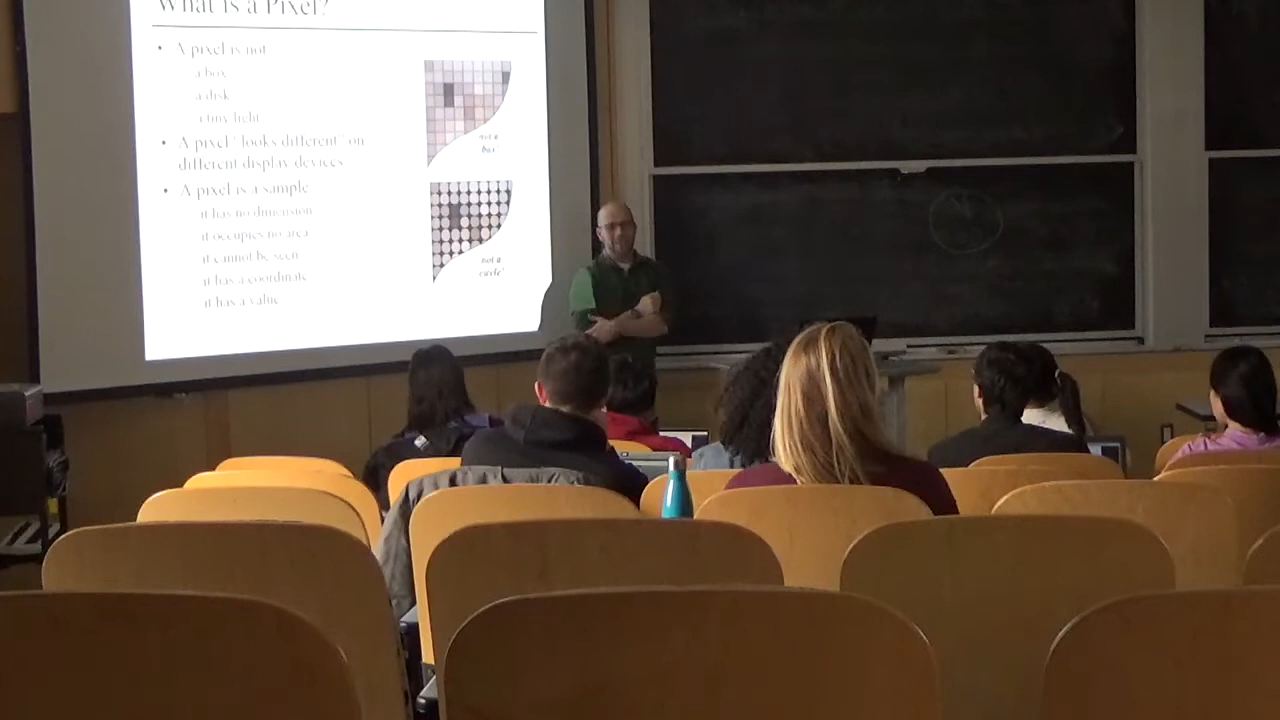 What is a Pixel?
• A pixel is not
a box
a disk
a tiny light
• A pixel "looks different" on
different display devices
• A pixel is a sample
it has no dimension
it occupies no area
it cannot be seen
it has a coordinate
it has a value
not a
box
not a
circle